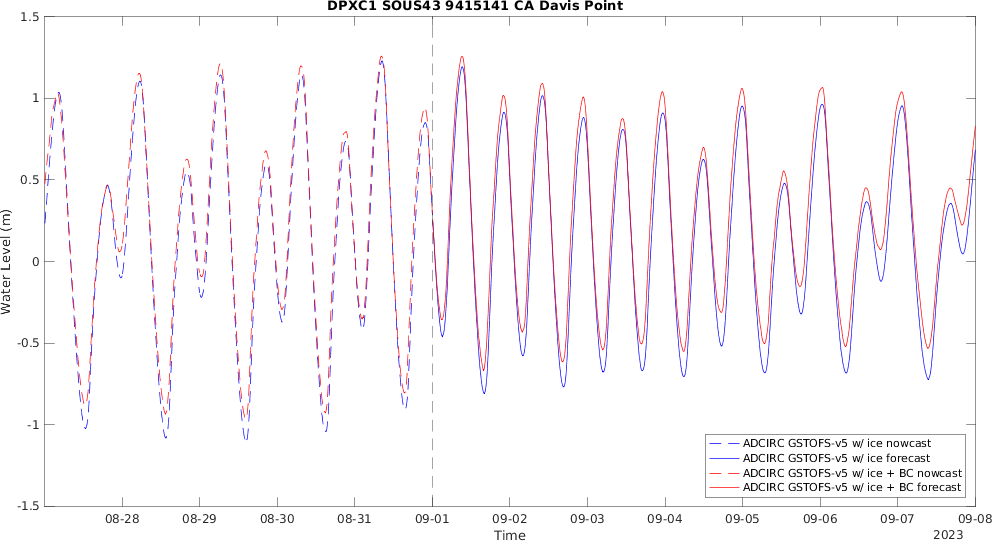 DPXC1 SOUS43 9415141 CA Davis Point
1.5
1
0.5
0
-0.5
-1
-1.5
Water Level (m)
08-28 08-29 08-30 08-31 09-01 09-02 09-03 09-04 09-05 09-06 09-07 09-08
Time
2023
ADCIRC GSTOFS-v5 w/ ice nowcast
ADCIRC GSTOFS-v5 w/ ice forecast
ADCIRC GSTOFS-v5 w/ ice + BC nowcast
ADCIRC GSTOFS-v5 w/ ice + BC forecast